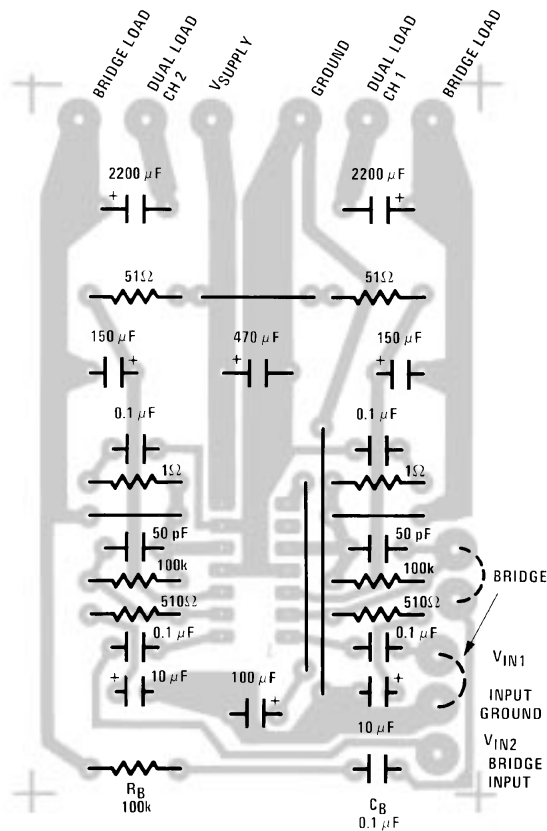 BRIDGE LOAD
DUAL LOAD
CH 2
VSUPPLY
GROUND
DUAL LOAD
CH 1
BRIDGE LOAD
2200 μF
+
2200 μF
+
51Ω
51Ω
150 μF
+
470 μF
+
150 μF
+
0.1 μF
0.1 μF
1Ω
1Ω
50 pF
50 pF
100k
100k
BRIDGE
510Ω
510Ω
0.1 μF
0.1 μF
VIN1
+
10 μF
100 μF
+
+
INPUT
GROUND
10 μF
VIN2
BRIDGE
INPUT
RB
100k
CB
0.1 μF